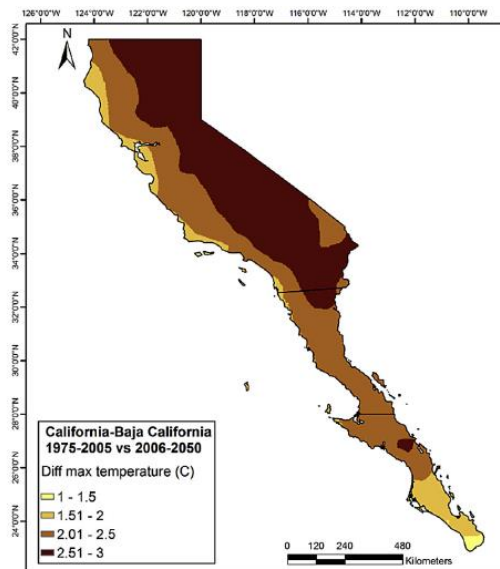 126°0'0"W 122°0'0"W 120°0'0"W 118°0'0"W 116°0'0"W 114°0'0"W 112°0'0"W 110°0'0"W
N
42°0'0"N
40°0'0"N
38°0'0"N
36°0'0"N
34°0'0"N
32°0'0"N
30°0'0"N
28°0'0"N
26°0'0"N
24°0'0"N
California-Baja California
1975-2005 vs 2006-2050
Diff max temperature (C)
1 - 1.5
1.51 - 2
2.01 - 2.5
2.51 - 3
0 120 240 480
Kilometers